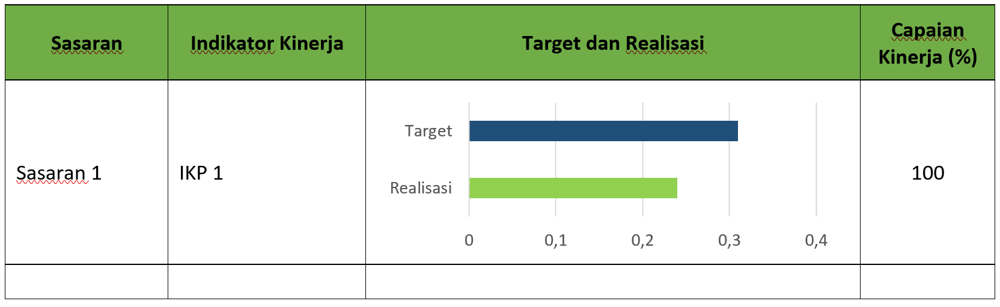 Sasaran
Indikator Kinerja
Target dan Realisasi
Capaian
Kinerja (%)
Sasaran 1
IKP 1
Target
Realisasi
0
0,1
0,2
0,3
0,4
100